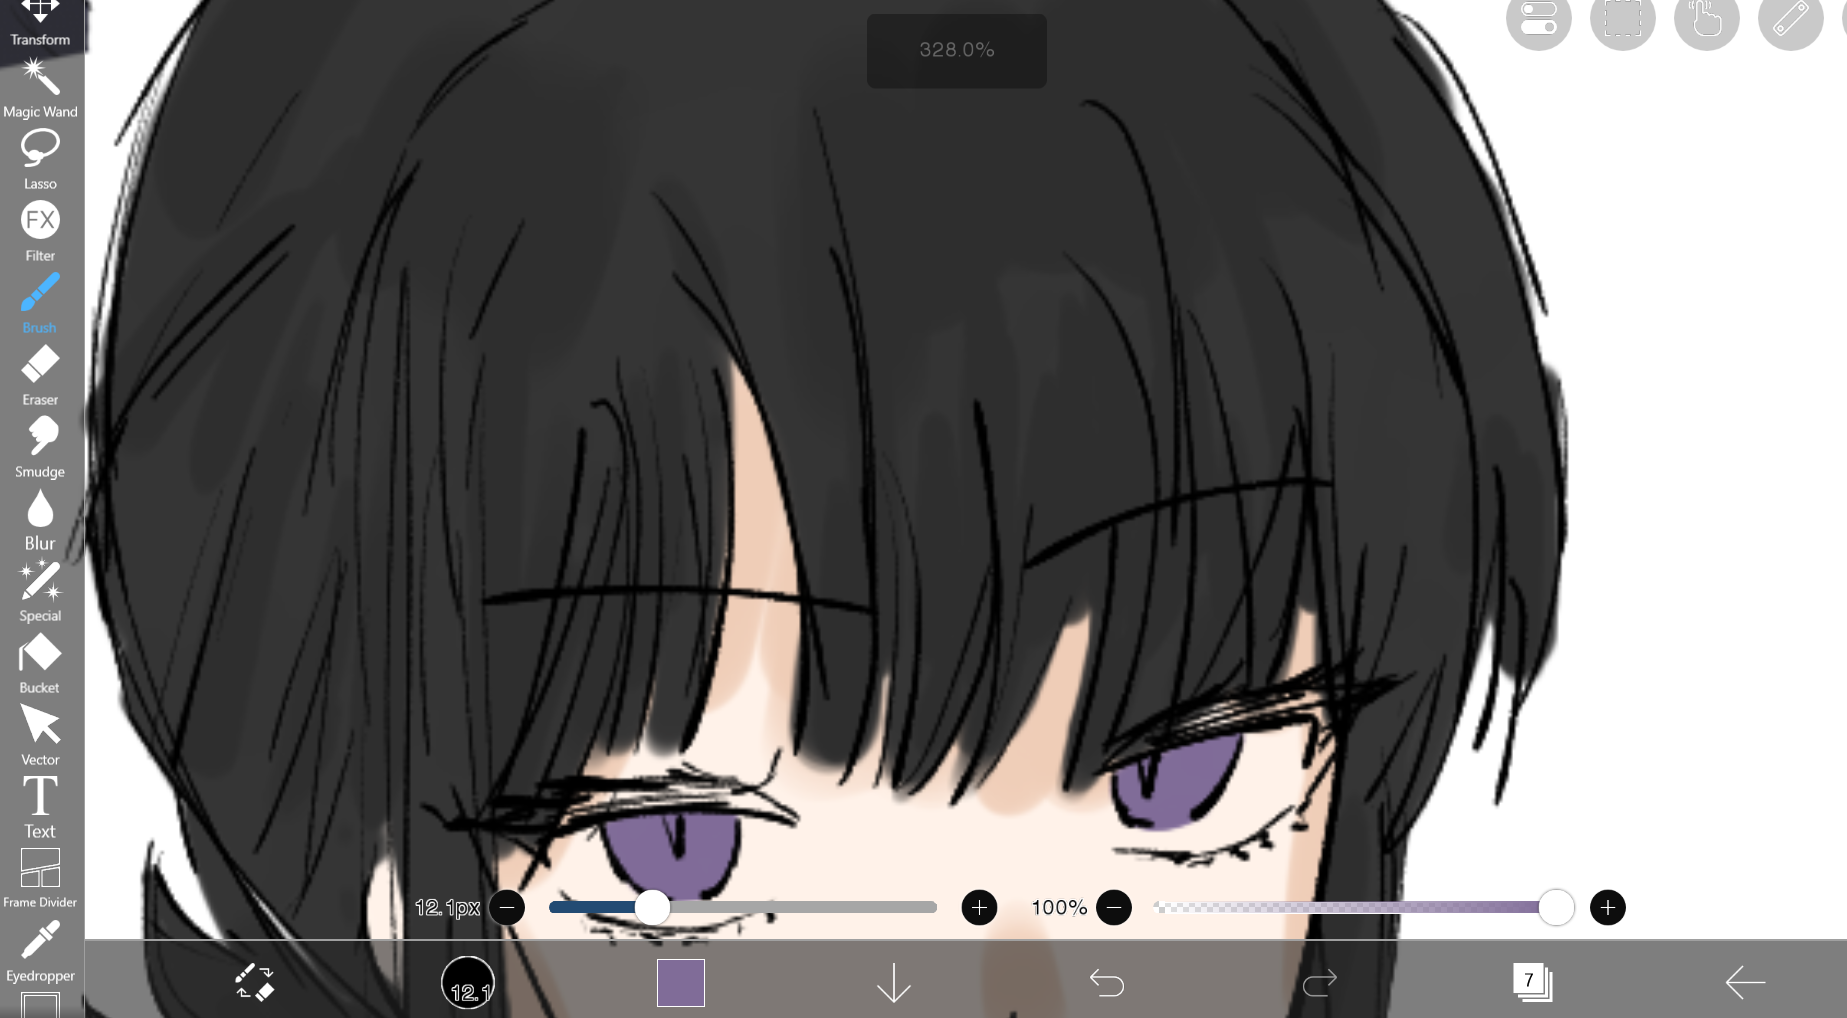 Transform
328.0%
Magic Wand
Lasso
FX
Filter
Brush
Eraser
Smudge
Blur
Special
Bucket
Vector
T
Text
Frame Divider
12.1px
100%
Eyedropper
12.1
7